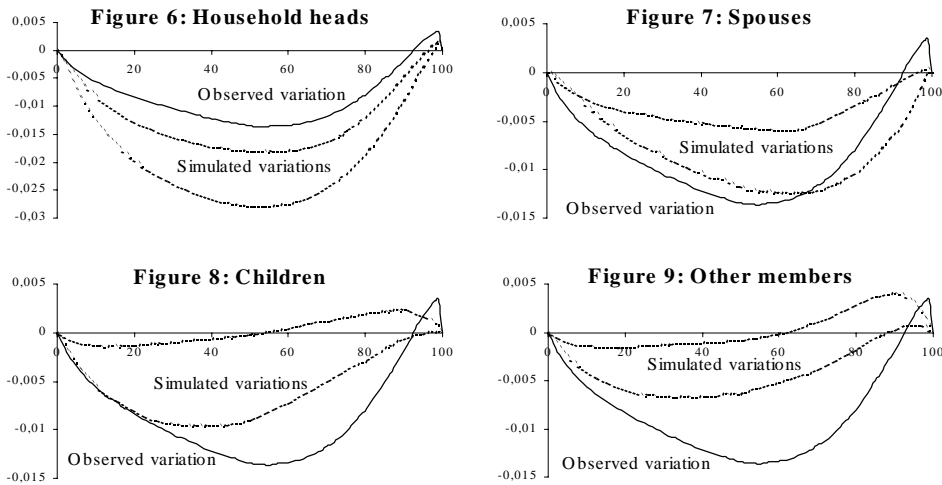 Figure 6: Household heads
0,005
0
-0,005
-0,01
-0,015
-0,02
-0,025
-0,03
0 20 40 60 80 100
Observed variation
Simulated variations
Figure 7: Spouses
0,005
0
-0,005
-0,01
-0,015
0 20 40 60 80 100
Simulated variations
Observed variation
Figure 8: Children
0,005
0
-0,005
-0,01
-0,015
0 20 40 60 80 100
Simulated variations
Observed variation
Figure 9: Other members
0,005
0
-0,005
-0,01
-0,015
0 20 40 60 80 100
Simulated variations
Observed variation